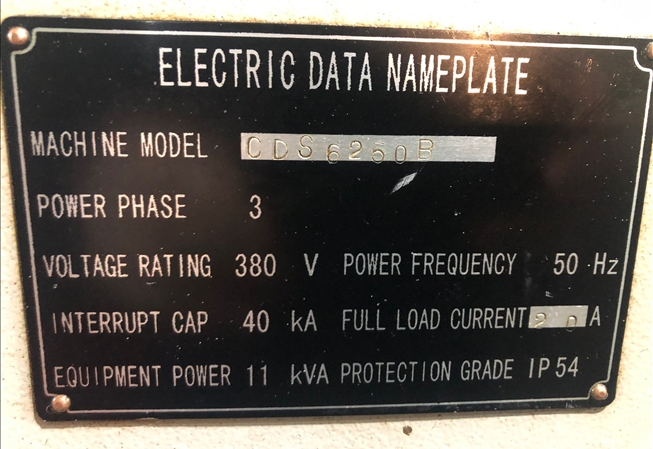 ELECTRIC DATA NAMEPLATE
MACHINE MODEL CDS6250B
POWER PHASE 3
VOLTAGE RATING 380 V POWER FREQUENCY 50 Hz
INTERRUPT CAP 40 kA FULL LOAD CURRENT 20 A
EQUIPMENT POWER 11 kVA PROTECTION GRADE IP54